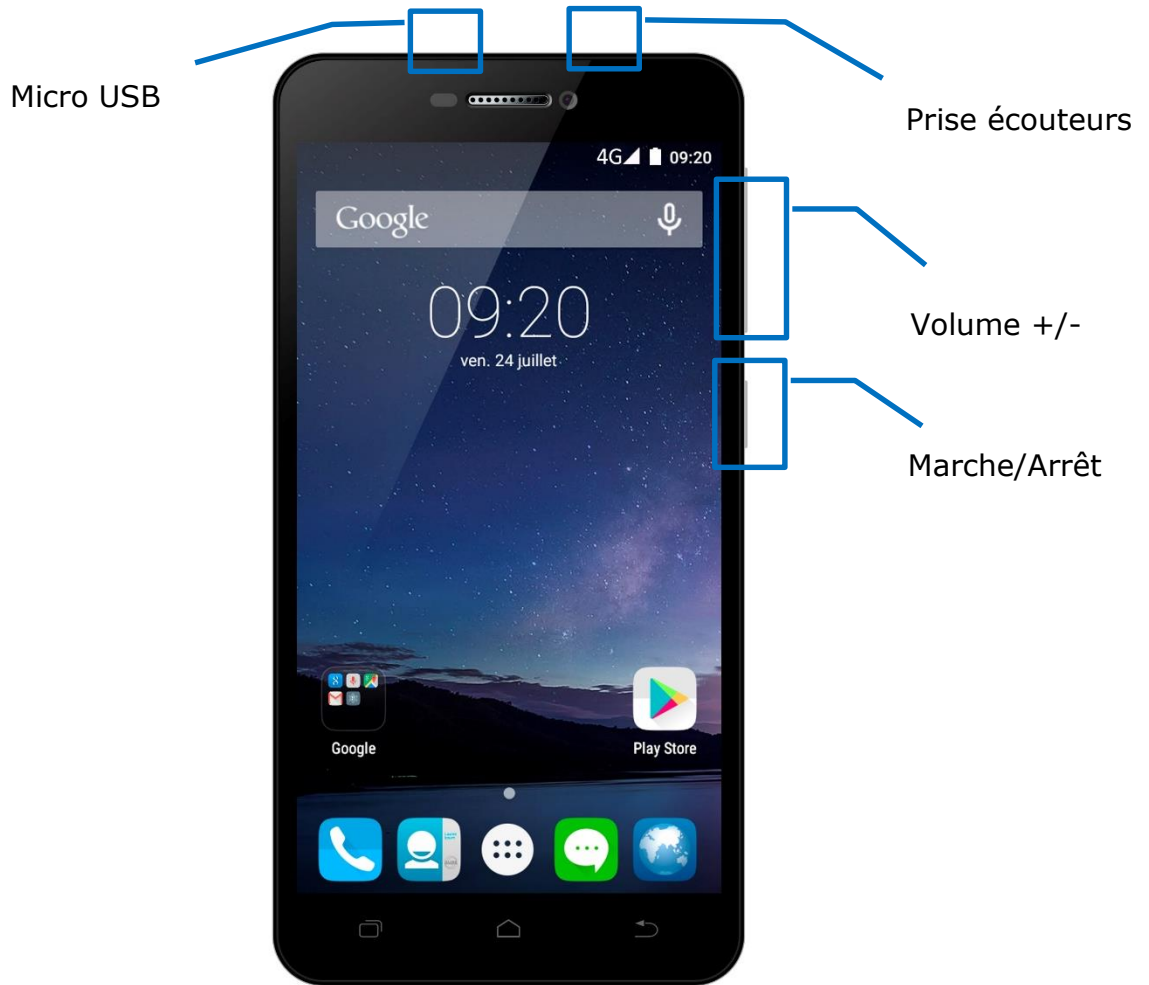 Micro USB
Prise écouteurs
4G 09:20
Google
09:20
ven. 24 juillet
Volume +/-
Marche/Arrêt
Google
Play Store